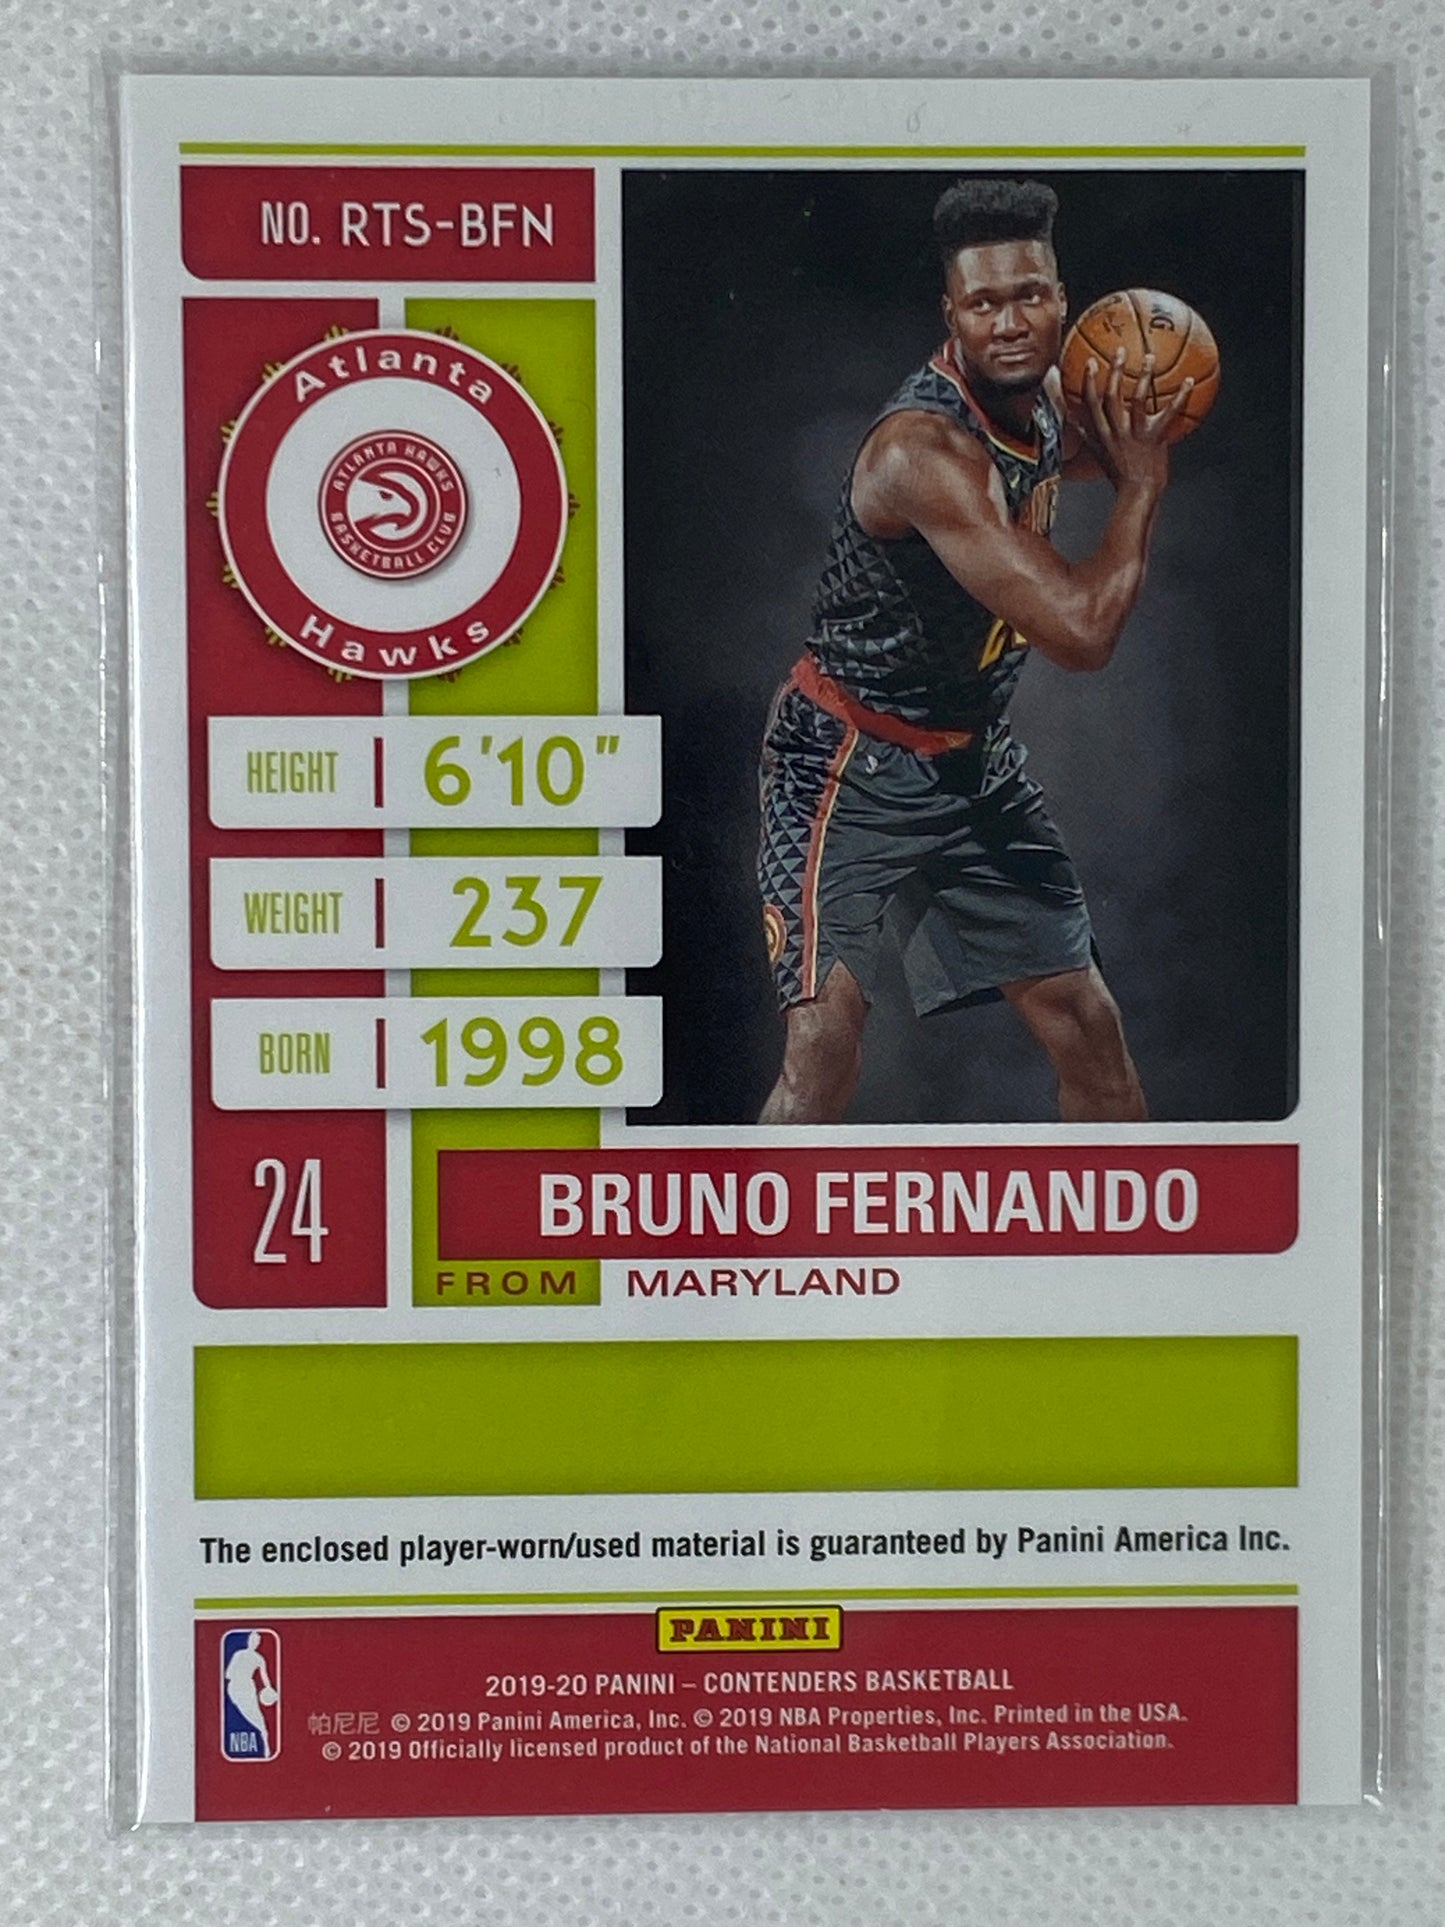 NO. RTS-BFN
Atlanta
ATLANTA HAWKS
BASKETBALL CLUB
Hawks
HEIGHT 6'10"
WEIGHT 237
BORN 1998
24
BRUNO FERNANDO
FROM MARYLAND
The enclosed player-worn/used material is guaranteed by Panini America Inc.
PANINI
2019-20 PANINI – CONTENDERS BASKETBALL
帕尼尼 © 2019 Panini America, Inc. © 2019 NBA Properties, Inc. Printed in the USA.
© 2019 Officially licensed product of the National Basketball Players Association.
NBA